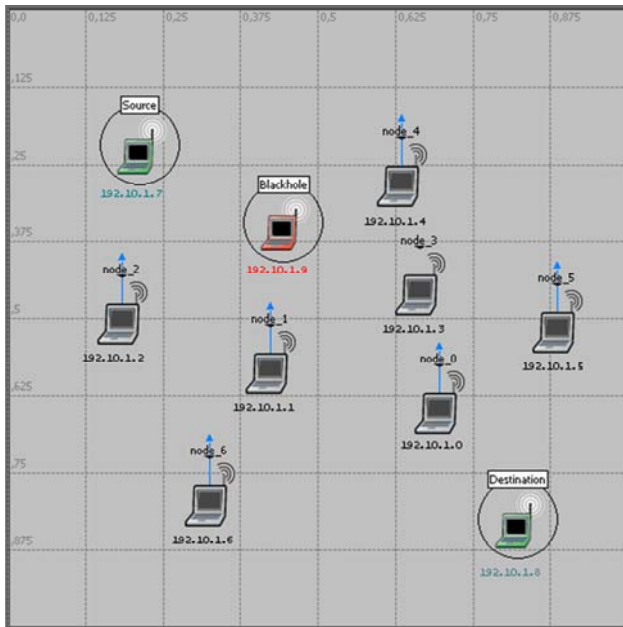 0,0 0,125 0,25 0,375 0,5 0,625 0,75 0,875
,125
Source
192.10.1.7
node_4
,25
Blackhole
192.10.1.4
,375
node_3
192.10.1.9
node_2
node_5
,5
node_1
192.10.1.3
192.10.1.2
node_0
192.10.1.5
,625
192.10.1.1
192.10.1.0
node_6
,75
Destination
192.10.1.6
,875
192.10.1.8